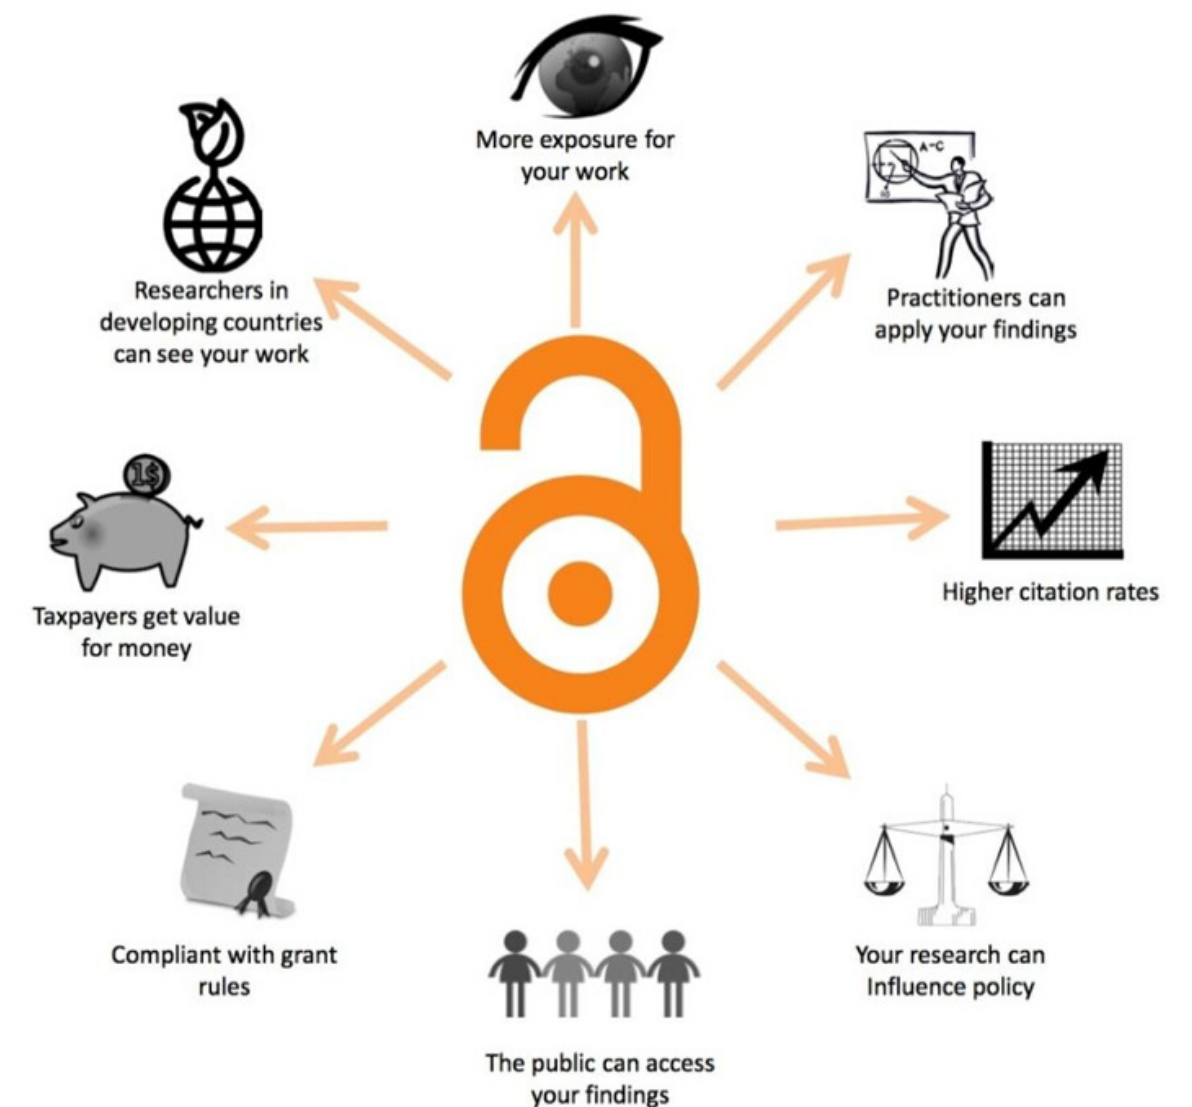 More exposure for
your work
A-C
Practitioners can
apply your findings
Higher citation rates
Your research can
Influence policy
The public can access
your findings
Compliant with grant
rules
1$
Taxpayers get value
for money
Researchers in
developing countries
can see your work